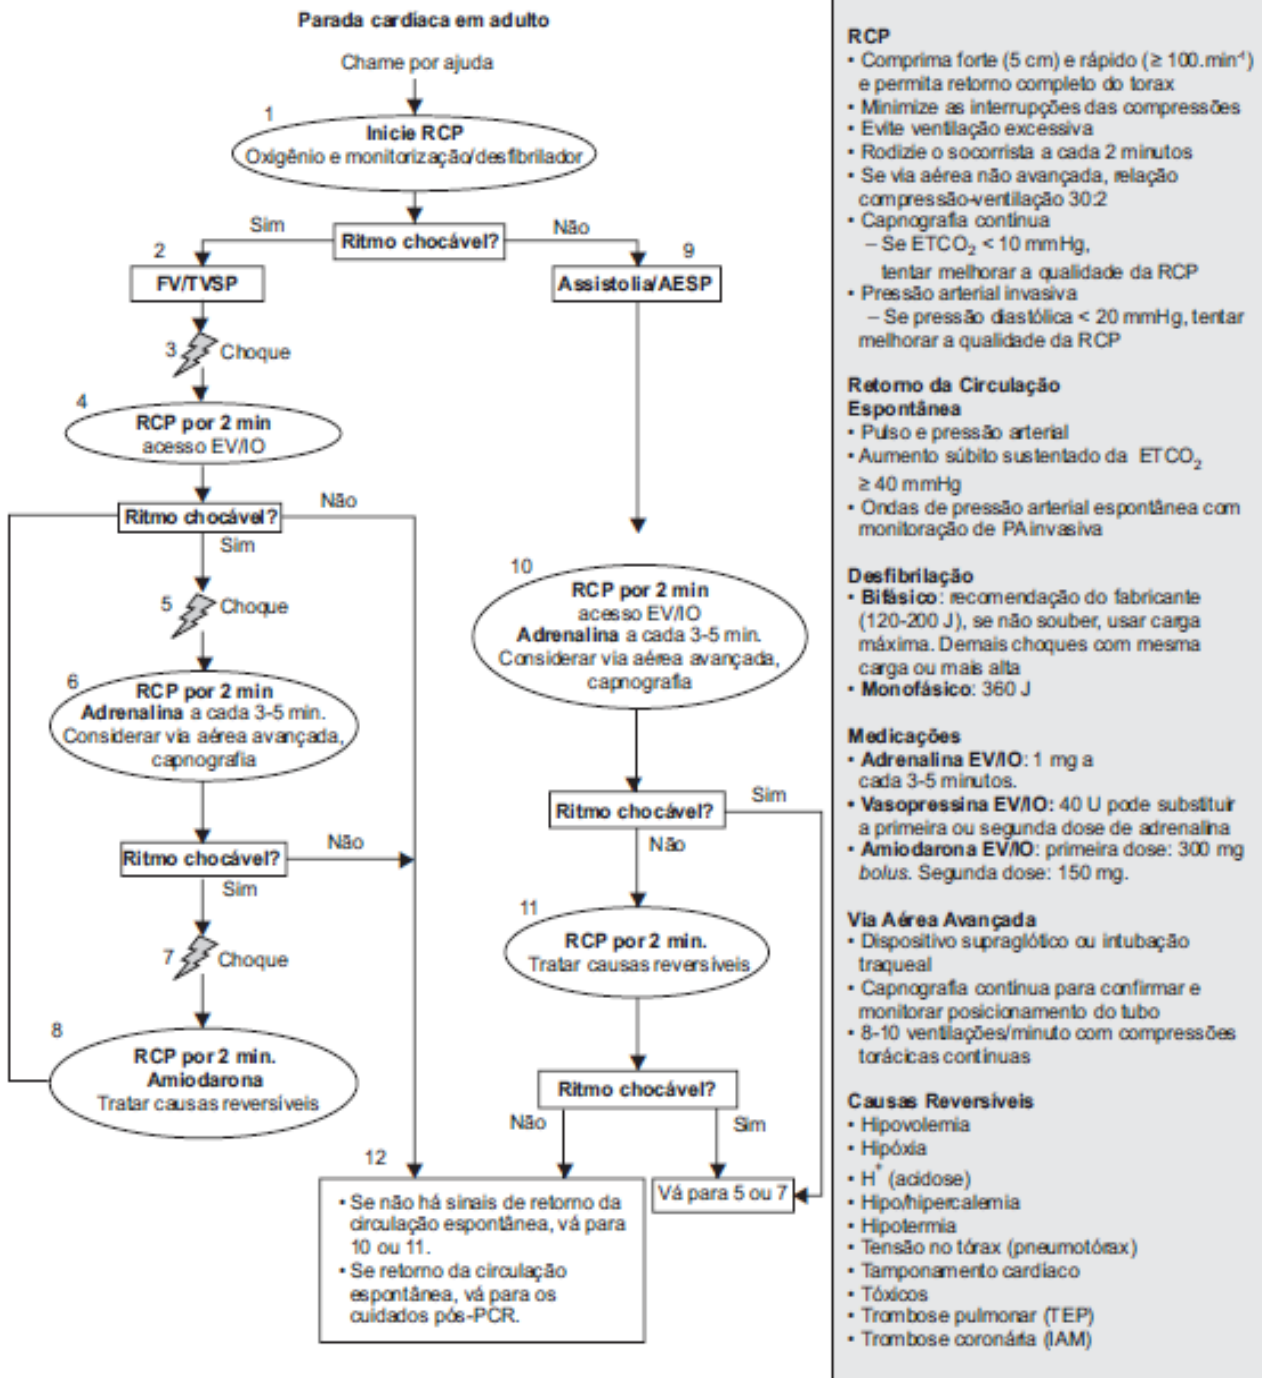 Parada cardíaca em adulto
Chame por ajuda
1
Inicie RCP
Oxigênio e monitorização/desfibrilador
Sim
Ritmo chocável?
Não
2
FV/TVSP
9
Assistolia/AESP
3
Choque
4
RCP por 2 min
acesso EV/IO
Ritmo chocável?
Não
Sim
5
Choque
6
RCP por 2 min
Adrenalina a cada 3-5 min.
Considerar via aérea avançada,
capnografia
Ritmo chocável?
Não
Sim
7
Choque
8
RCP por 2 min.
Amiodarona
Tratar causas reversíveis
10
RCP por 2 min
acesso EV/IO
Adrenalina a cada 3-5 min.
Considerar via aérea avançada,
capnografia
Ritmo chocável?
Sim
Não
11
RCP por 2 min.
Tratar causas reversíveis
Ritmo chocável?
Não
Sim
12
• Se não há sinais de retorno da
circulação espontânea, vá para
10 ou 11.
• Se retorno da circulação
espontânea, vá para os
cuidados pós-PCR.
Vá para 5 ou 7
RCP
• Comprima forte (5 cm) e rápido (≥ 100.min⁻¹)
e permita retorno completo do torax
• Minimize as interrupções das compressões
• Evite ventilação excessiva
• Rodizie o socorrista a cada 2 minutos
• Se via aérea não avançada, relação
compressão-ventilação 30:2
• Capnografia contínua
– Se ETCO₂ < 10 mmHg,
tentar melhorar a qualidade da RCP
• Pressão arterial invasiva
– Se pressão diastólica < 20 mmHg, tentar
melhorar a qualidade da RCP
Retorno da Circulação
Espontânea
• Pulso e pressão arterial
• Aumento súbito sustentado da ETCO₂
≥ 40 mmHg
• Ondas de pressão arterial espontânea com
monitoração de PAinvasiva
Desfibrilação
• Bifásico: recomendação do fabricante
(120-200 J), se não souber, usar carga
máxima. Demais choques com mesma
carga ou mais alta
• Monofásico: 360 J
Medicações
• Adrenalina EV/IO: 1 mg a
cada 3-5 minutos.
• Vasopressina EV/IO: 40 U pode substituir
a primeira ou segunda dose de adrenalina
• Amiodarona EV/IO: primeira dose: 300 mg
bolus. Segunda dose: 150 mg.
Via Aérea Avançada
• Dispositivo supraglótico ou intubação
traqueal
• Capnografia contínua para confirmar e
monitorar posicionamento do tubo
• 8-10 ventilações/minuto com compressões
torácicas contínuas
Causas Reversíveis
• Hipovolemia
• Hipóxia
• H⁺ (acidose)
• Hipo/hipercalemia
• Hipotermia
• Tensão no tórax (pneumotórax)
• Tamponamento cardíaco
• Tóxicos
• Trombose pulmonar (TEP)
• Trombose coronária (IAM)